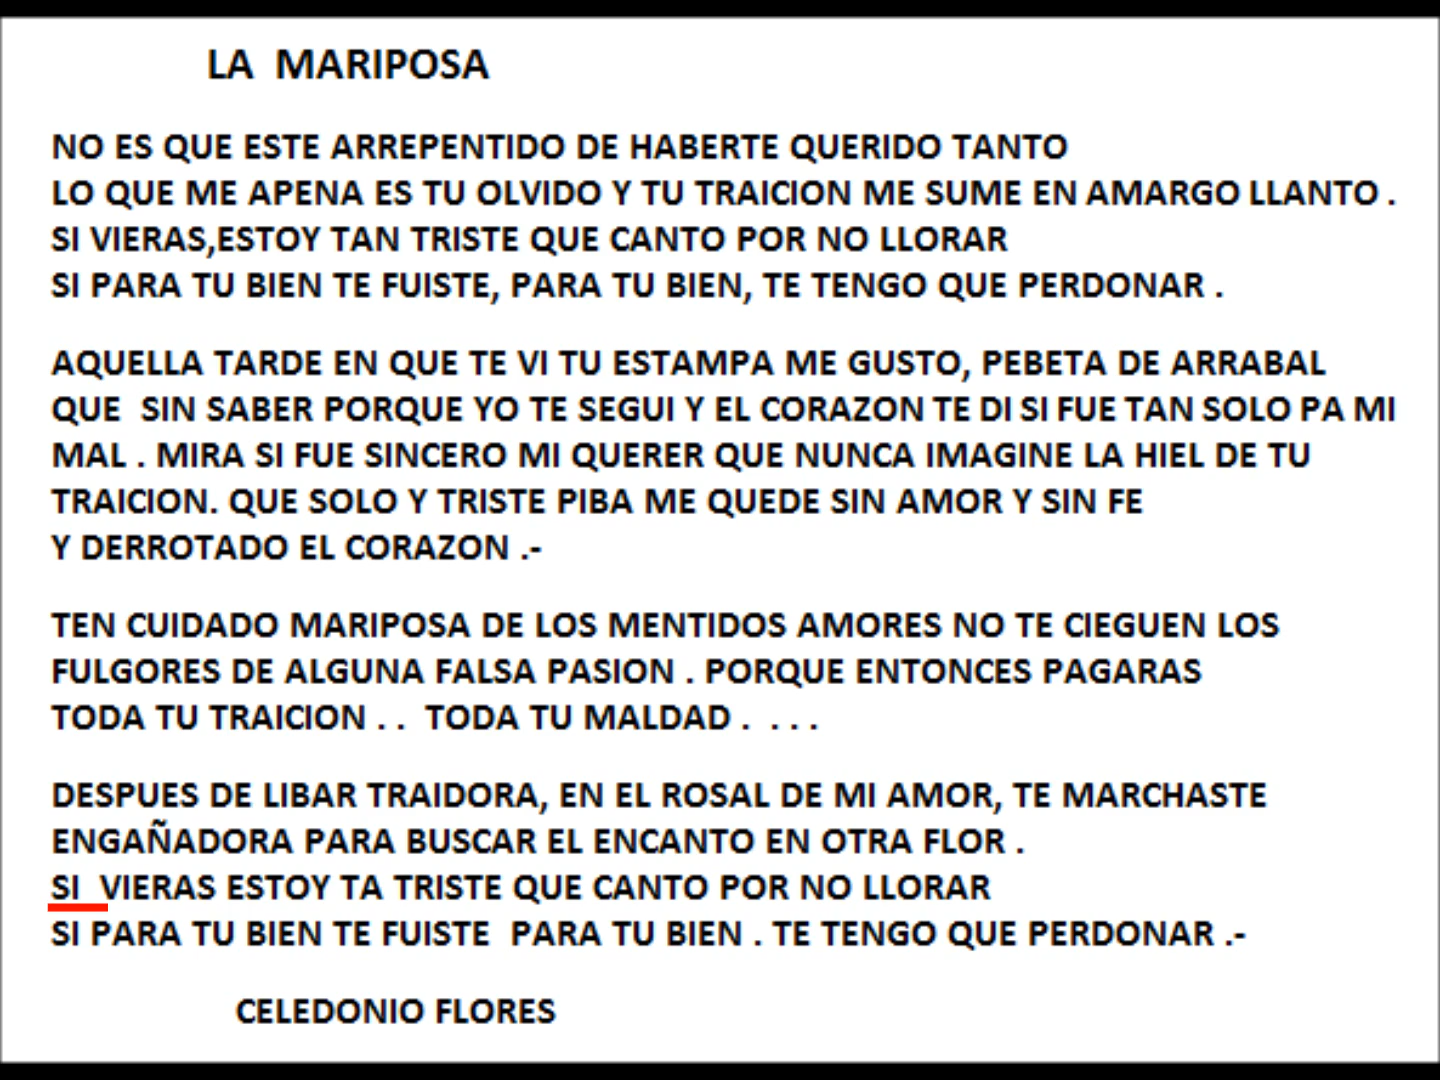 LA  MARIPOSA
NO ES QUE ESTE ARREPENTIDO DE HABERTE QUERIDO TANTO
LO QUE ME APENA ES TU OLVIDO Y TU TRAICION ME SUME EN AMARGO LLANTO .
SI VIERAS,ESTOY TAN TRISTE QUE CANTO POR NO LLORAR
SI PARA TU BIEN TE FUISTE, PARA TU BIEN, TE TENGO QUE PERDONAR .
AQUELLA TARDE EN QUE TE VI TU ESTAMPA ME GUSTO, PEBETA DE ARRABAL
QUE  SIN SABER PORQUE YO TE SEGUI Y EL CORAZON TE DI SI FUE TAN SOLO PA MI
MAL . MIRA SI FUE SINCERO MI QUERER QUE NUNCA IMAGINE LA HIEL DE TU
TRAICION. QUE SOLO Y TRISTE PIBA ME QUEDE SIN AMOR Y SIN FE
Y DERROTADO EL CORAZON .-
TEN CUIDADO MARIPOSA DE LOS MENTIDOS AMORES NO TE CIEGUEN LOS
FULGORES DE ALGUNA FALSA PASION . PORQUE ENTONCES PAGARAS
TODA TU TRAICION . .  TODA TU MALDAD .  . . .
DESPUES DE LIBAR TRAIDORA, EN EL ROSAL DE MI AMOR, TE MARCHASTE
ENGAÑADORA PARA BUSCAR EL ENCANTO EN OTRA FLOR .
SI  VIERAS ESTOY TA TRISTE QUE CANTO POR NO LLORAR
SI PARA TU BIEN TE FUISTE  PARA TU BIEN . TE TENGO QUE PERDONAR .-
CELEDONIO FLORES